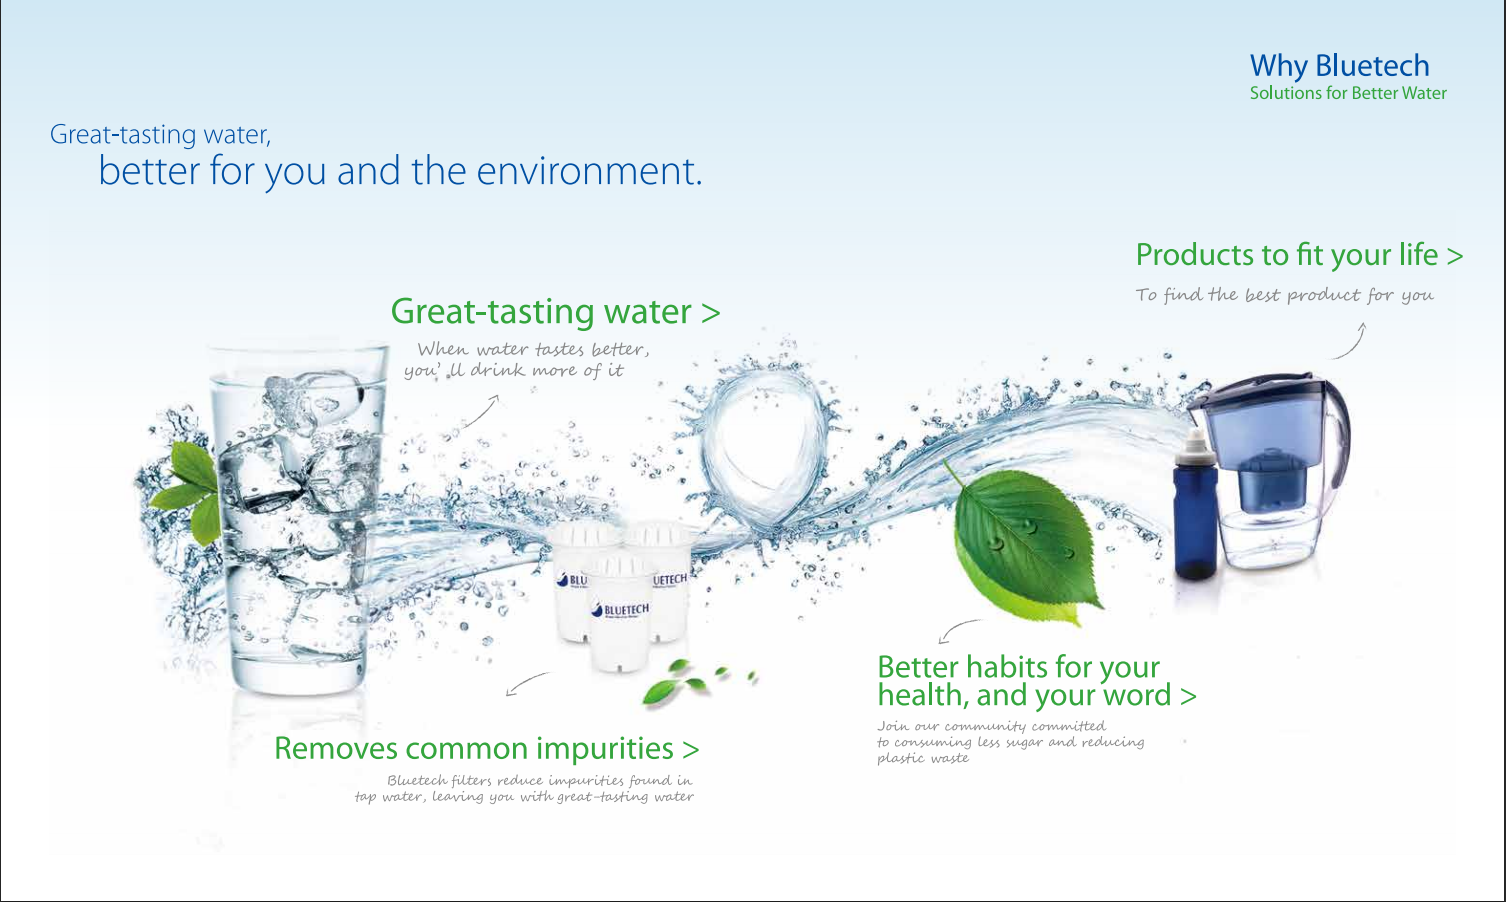 Why Bluetech
Solutions for Better Water
Great-tasting water,
better for you and the environment.
Products to fit your life >
To find the best product for you
Great-tasting water >
When water tastes better,
you' ll drink more of it
BLU
UETECH
BLUETECH
Better habits for your
health, and your word >
Join our community committed
to consuming less sugar and reducing
plastic waste
Removes common impurities >
Bluetech filters reduce impurities found in
tap water, leaving you with great-tasting water